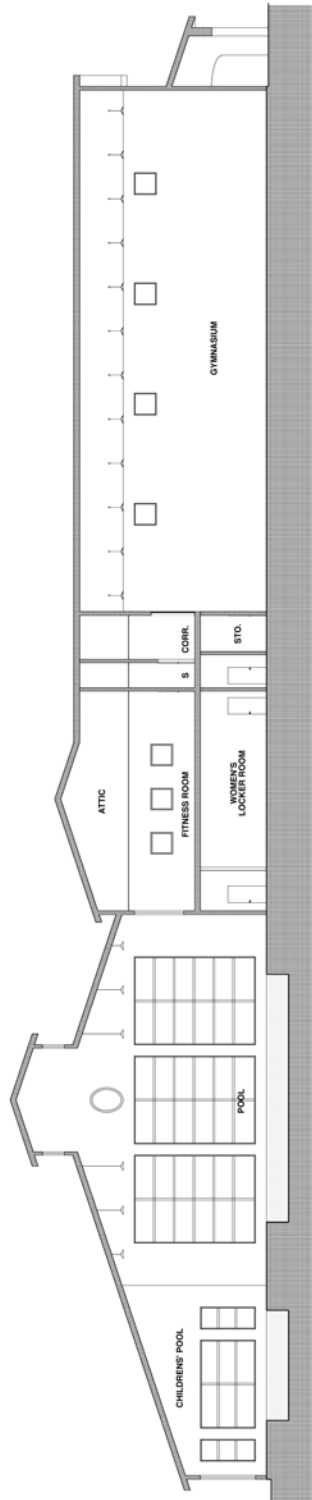 CHILDRENS' POOL
POOL
ATTIC
FITNESS ROOM
WOMEN'S
LOCKER ROOM
S
CORR.
STO.
GYMNASIUM